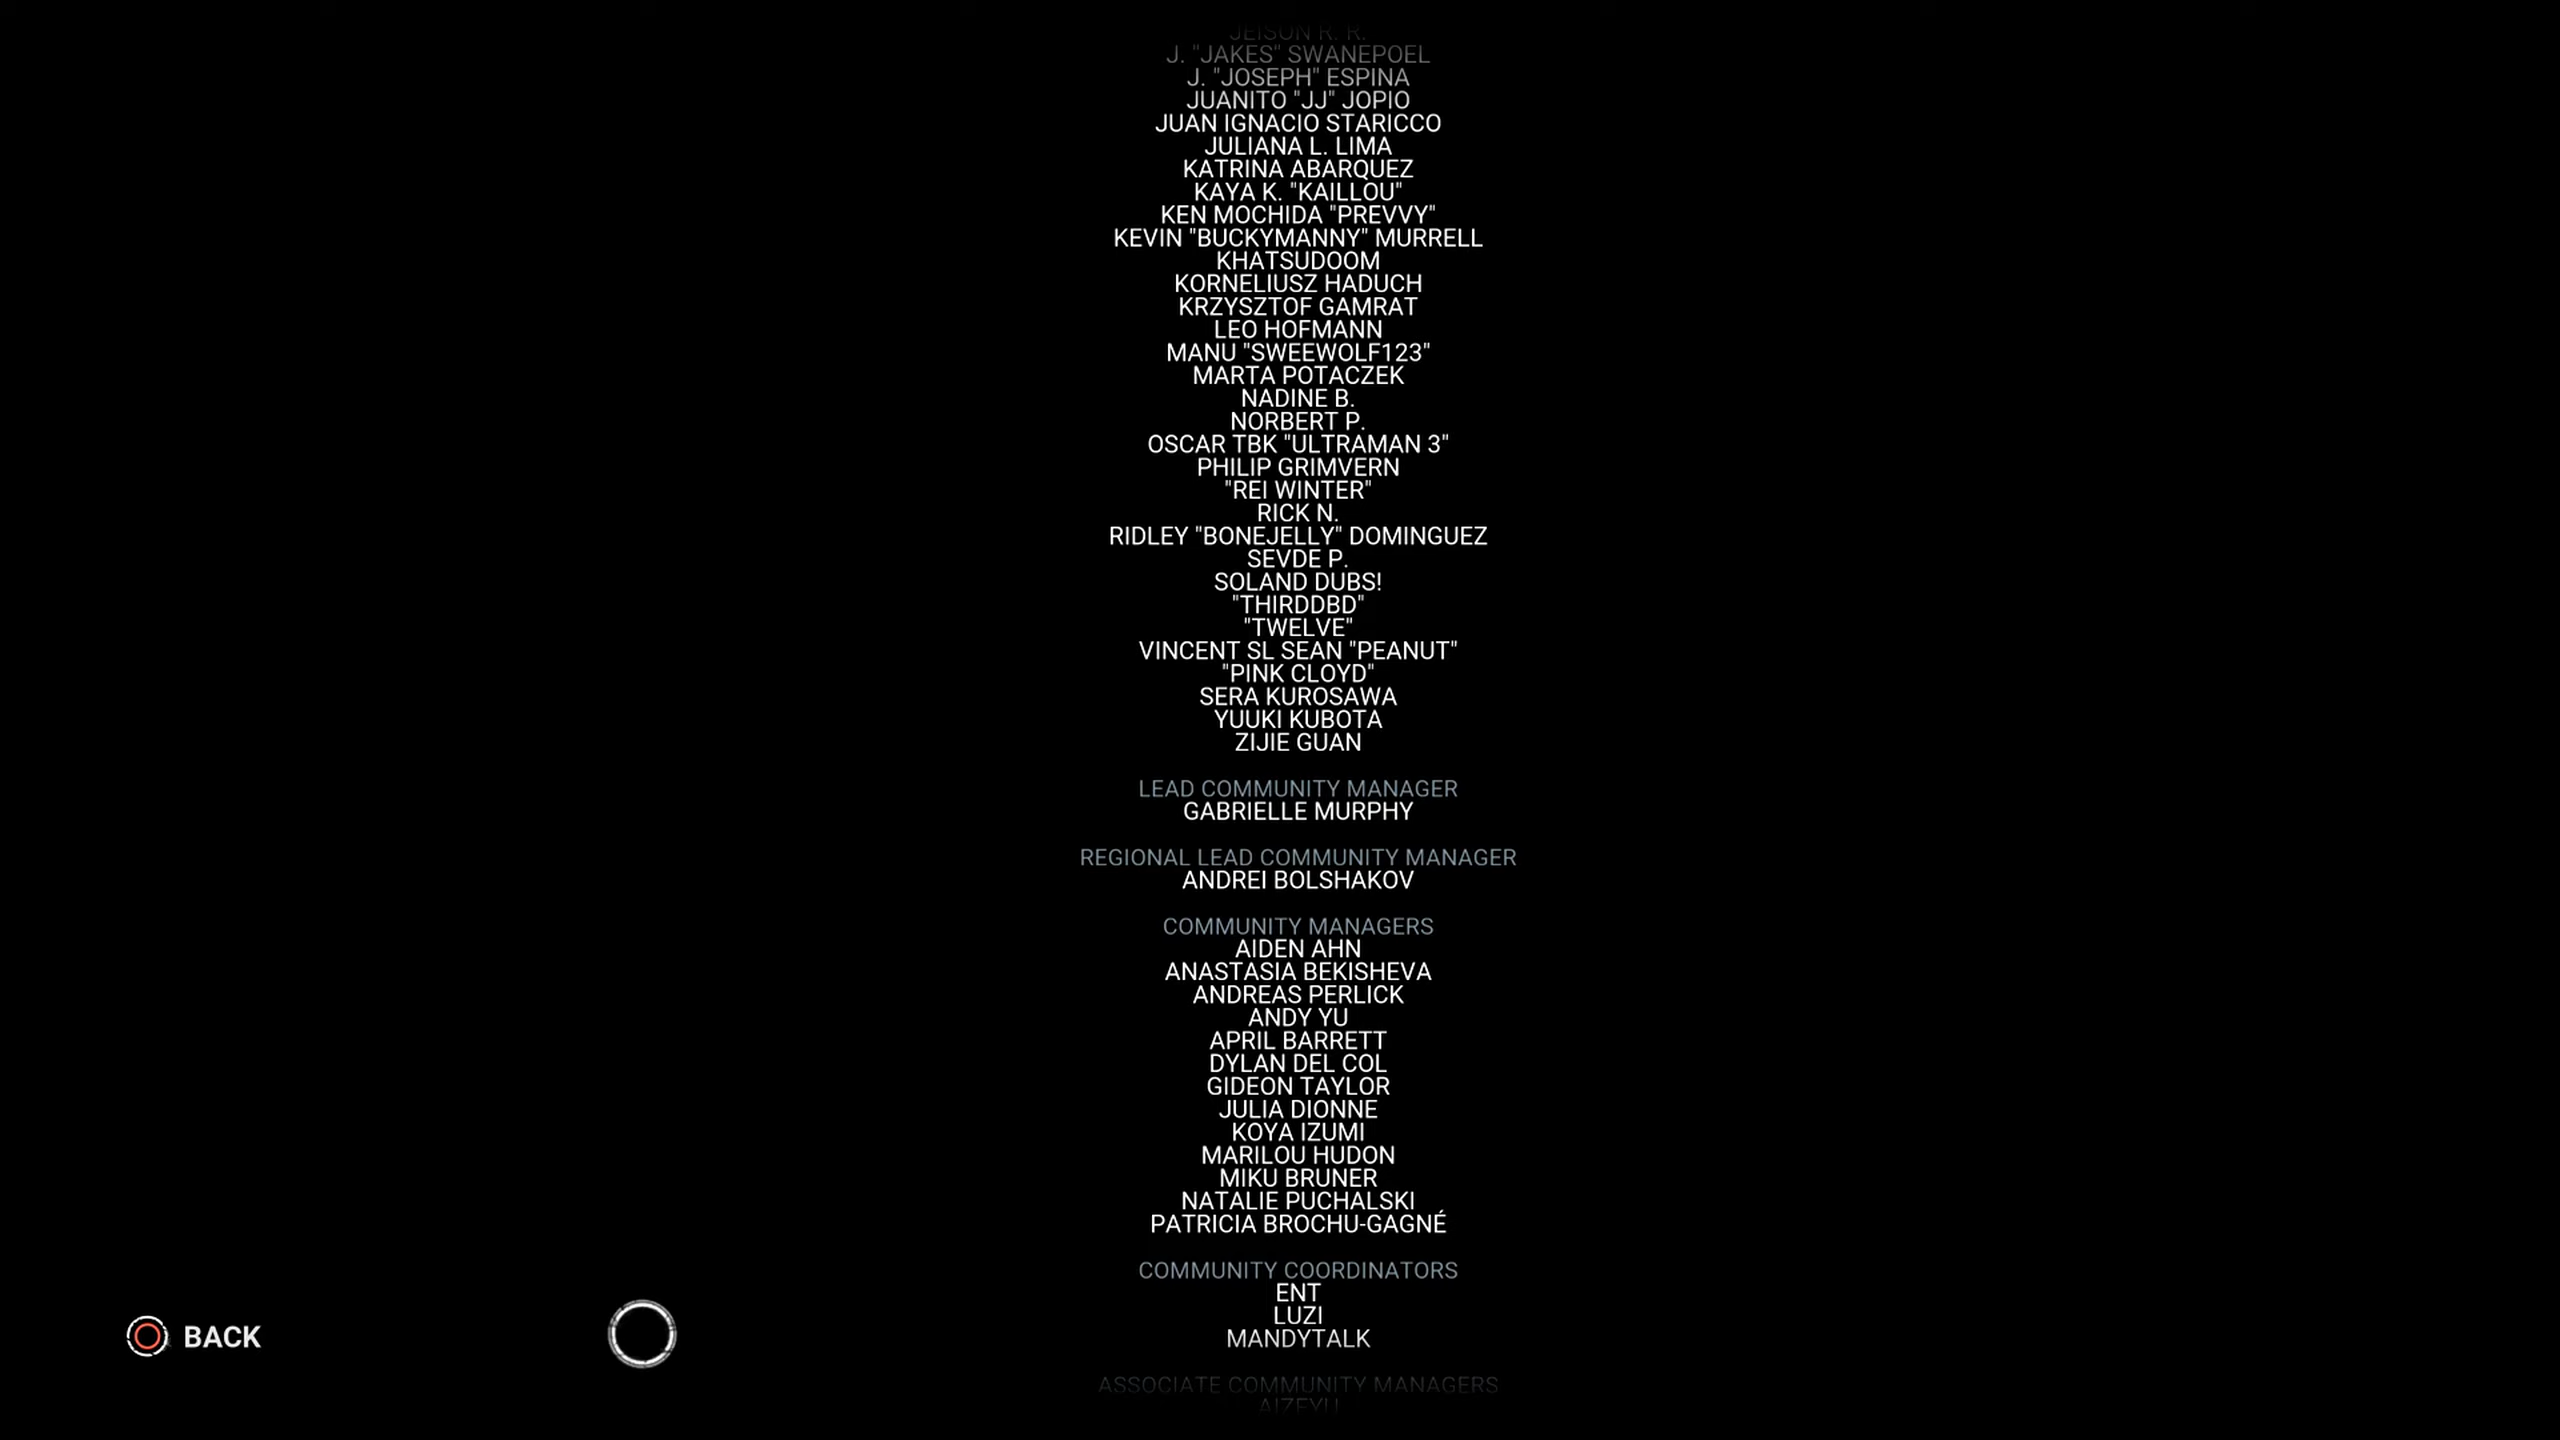 JEISON R. R.
J. "JAKES" SWANEPOEL
J. "JOSEPH" ESPINA
JUANITO "JJ" JOPIO
JUAN IGNACIO STARICCO
JULIANA L. LIMA
KATRINA ABARQUEZ
KAYA K. "KAILLOU"
KEN MOCHIDA "PREVVY"
KEVIN "BUCKYMANNY" MURRELL
KHATSUDOOM
KORNELIUSZ HADUCH
KRZYSZTOF GAMRAT
LEO HOFMANN
MANU "SWEEWOLF123"
MARTA POTACZEK
NADINE B.
NORBERT P.
OSCAR TBK "ULTRAMAN 3"
PHILIP GRIMVERN
"REI WINTER"
RICK N.
RIDLEY "BONEJELLY" DOMINGUEZ
SEVDE P.
SOLAND DUBS!
"THIRDDBD"
"TWELVE"
VINCENT SL SEAN "PEANUT"
"PINK CLOYD"
SERA KUROSAWA
YUUKI KUBOTA
ZIJIE GUAN
LEAD COMMUNITY MANAGER
GABRIELLE MURPHY
REGIONAL LEAD COMMUNITY MANAGER
ANDREI BOLSHAKOV
COMMUNITY MANAGERS
AIDEN AHN
ANASTASIA BEKISHEVA
ANDREAS PERLICK
ANDY YU
APRIL BARRETT
DYLAN DEL COL
GIDEON TAYLOR
JULIA DIONNE
KOYA IZUMI
MARILOU HUDON
MIKU BRUNER
NATALIE PUCHALSKI
PATRICIA BROCHU-GAGNÉ
COMMUNITY COORDINATORS
ENT
LUZI
MANDYTALK
ASSOCIATE COMMUNITY MANAGERS
AIZEYU
BACK